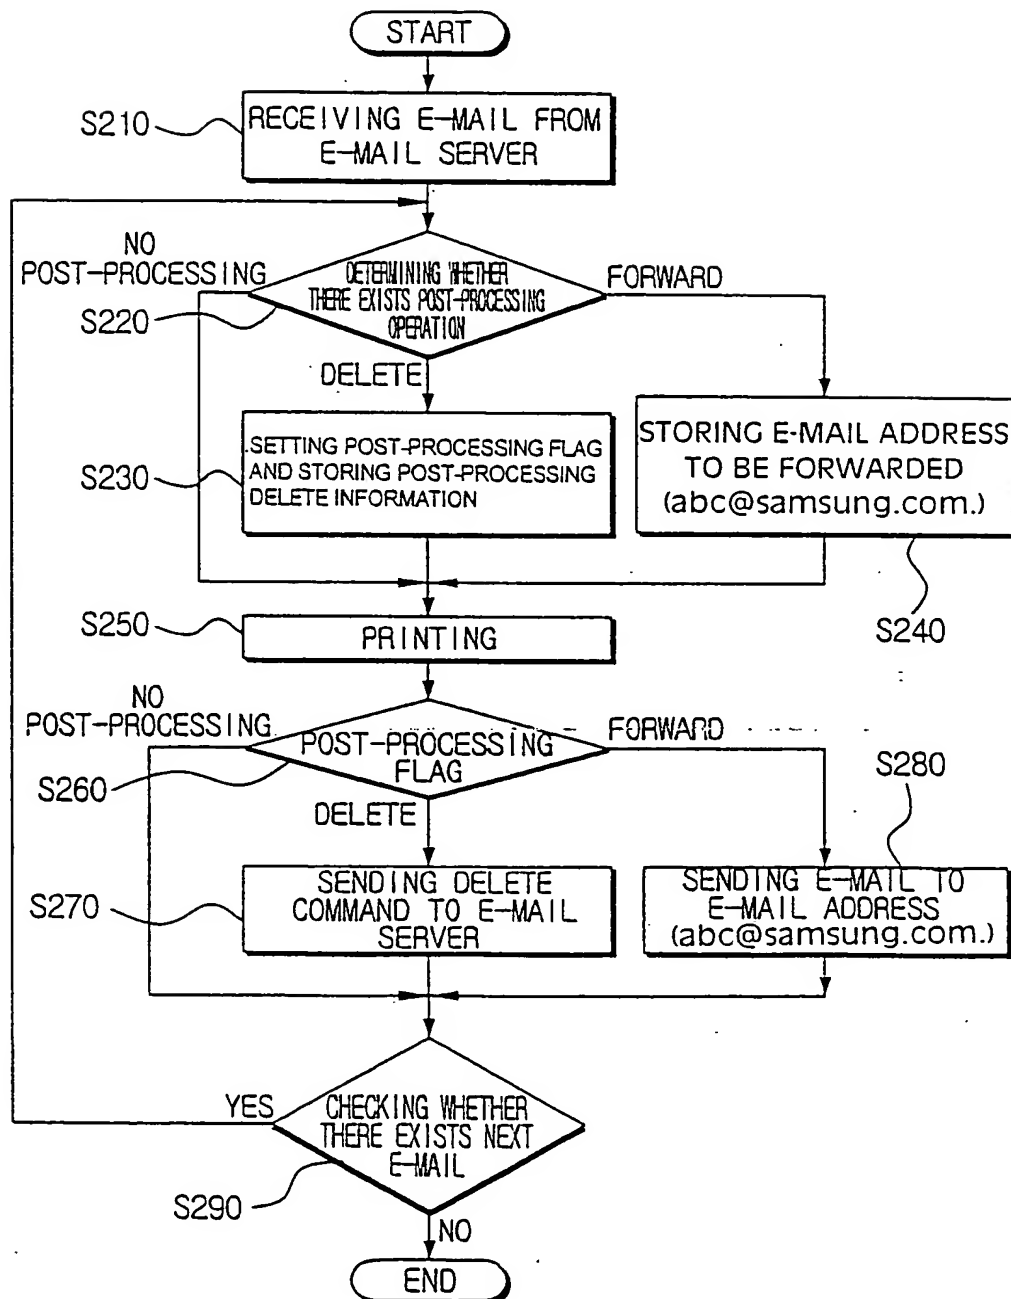 START
S210
RECEIVING E-MAIL FROM
E-MAIL SERVER
NO
POST-PROCESSING
DETERMINING WHETHER
THERE EXISTS POST-PROCESSING
OPERATION
FORWARD
S220
DELETE
S230
SETTING POST-PROCESSING FLAG
AND STORING POST-PROCESSING
DELETE INFORMATION
STORING E-MAIL ADDRESS
TO BE FORWARDED
(abc@samsung.com.)
S240
S250
PRINTING
NO
POST-PROCESSING
POST-PROCESSING
FLAG
FORWARD
S260
DELETE
S280
S270
SENDING DELETE
COMMAND TO E-MAIL
SERVER
SENDING E-MAIL TO
E-MAIL ADDRESS
(abc@samsung.com.)
YES
CHECKING WHETHER
THERE EXISTS NEXT
E-MAIL
S290
NO
END